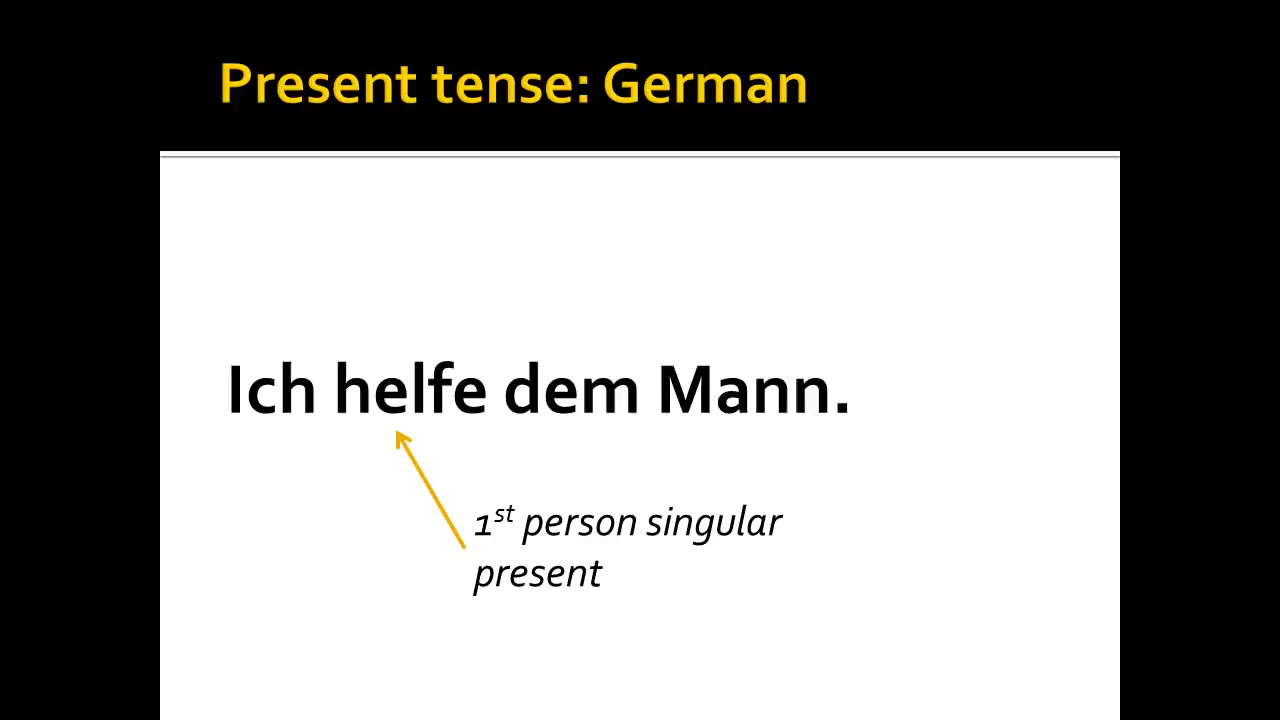 Present tense: German
Ich helfe dem Mann.
1st person singular
present